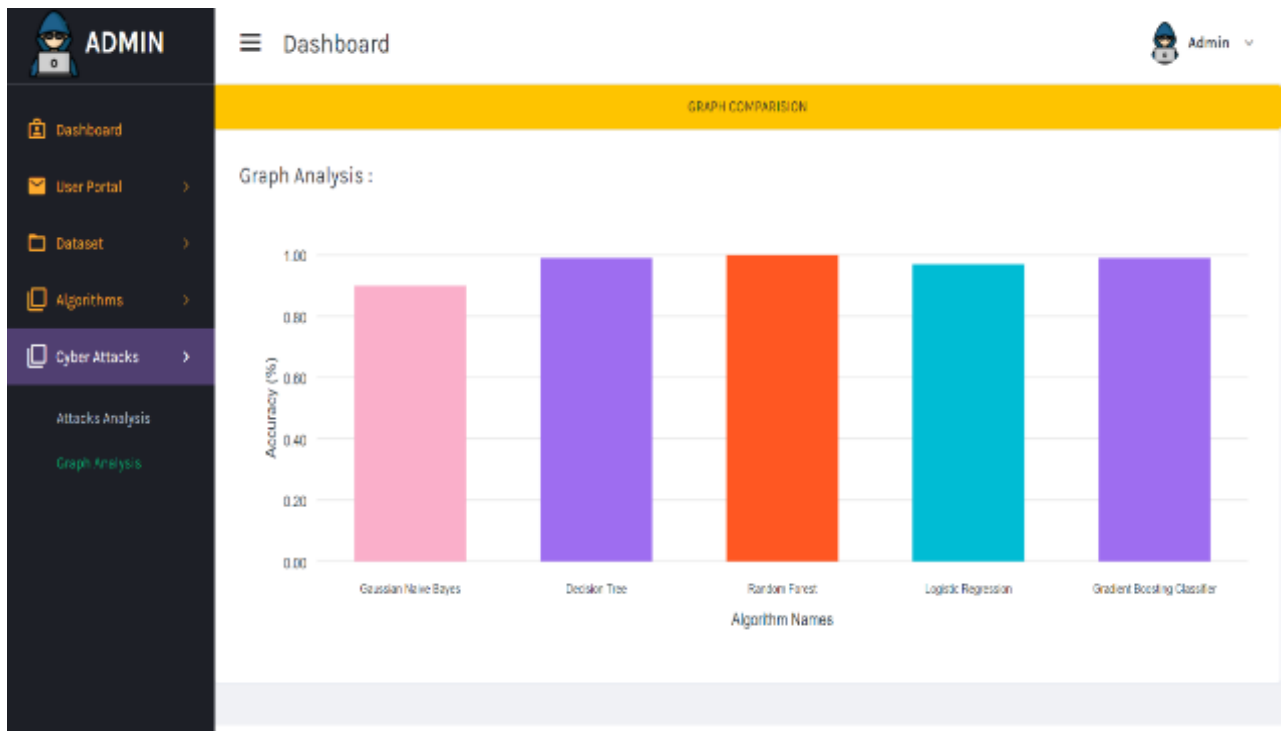 ADMIN
Dashboard
Admin
Dashboard
User Portal
Dataset
Algorithms
Cyber Attacks
Attacks Analysis
Graph Analysis
GRAPH COMPARISION
Graph Analysis :
1.00
0.80
0.60
0.40
0.20
0.00
Accuracy (%)
Gaussian Naive Bayes
Decision Tree
Random Forest
Logistic Regression
Gradient Boosting Classifier
Algorithm Names